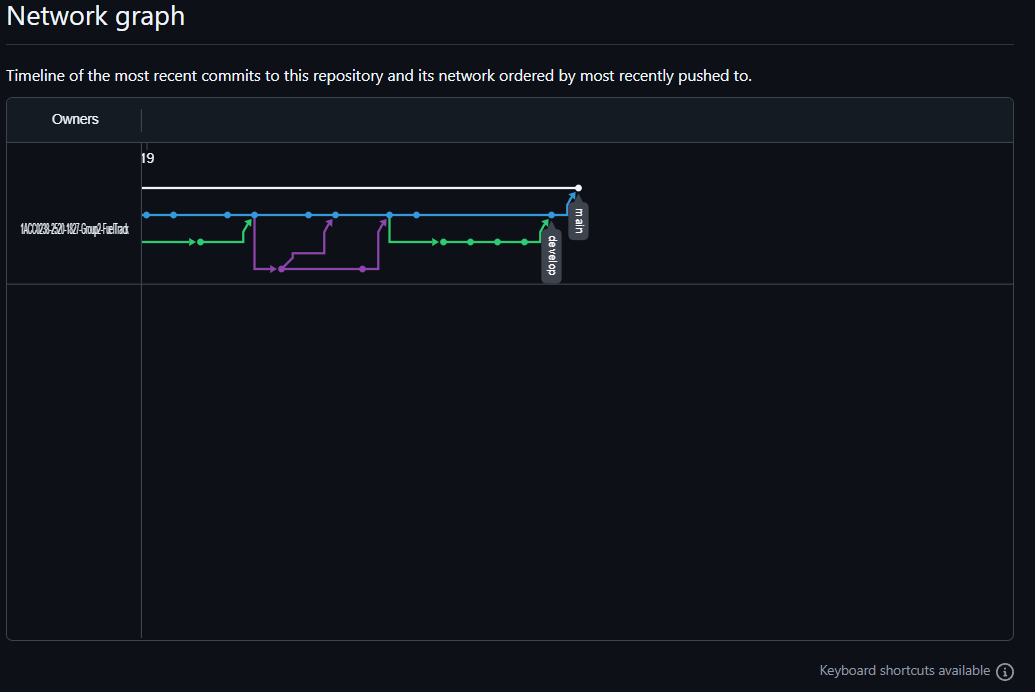 Network graph
Timeline of the most recent commits to this repository and its network ordered by most recently pushed to.
Owners
19
1ACC0238-2520-1827-Group2-FuelTrack
main
develop
Keyboard shortcuts available